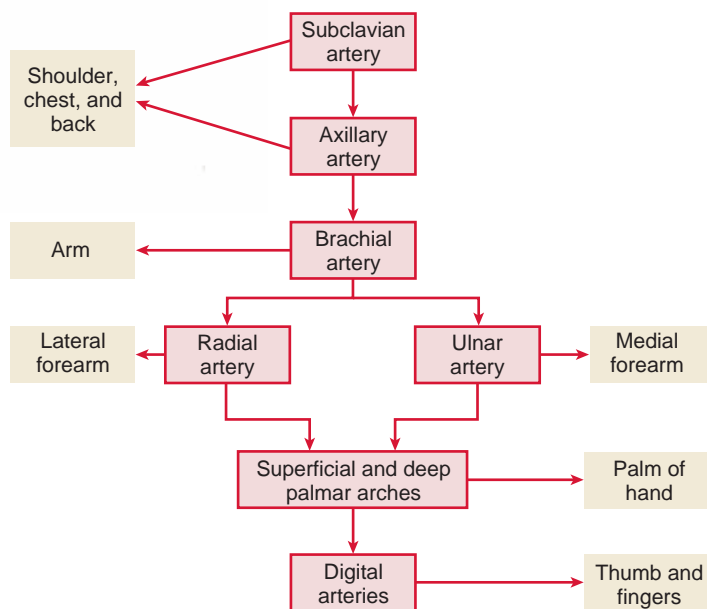 Subclavian
artery
Shoulder,
chest, and
back
Axillary
artery
Arm
Brachial
artery
Lateral
forearm
Radial
artery
Ulnar
artery
Medial
forearm
Superficial and deep
palmar arches
Palm of
hand
Digital
arteries
Thumb and
fingers